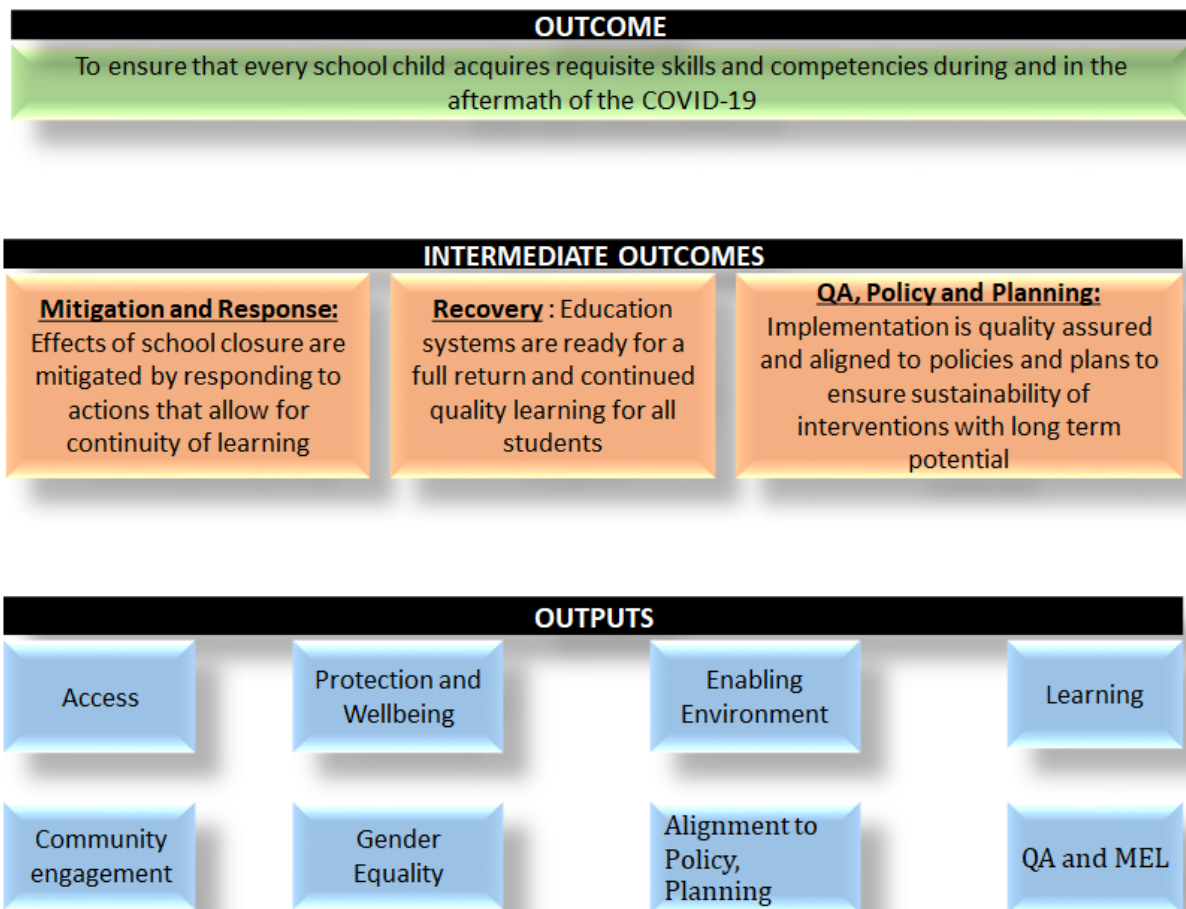 OUTCOME
To ensure that every school child acquires requisite skills and competencies during and in the
aftermath of the COVID-19
INTERMEDIATE OUTCOMES
Mitigation and Response:
Effects of school closure are
mitigated by responding to
actions that allow for
continuity of learning
Recovery : Education
systems are ready for a
full return and continued
quality learning for all
students
QA, Policy and Planning:
Implementation is quality assured
and aligned to policies and plans to
ensure sustainability of
interventions with long term
potential
OUTPUTS
Access
Protection and
Wellbeing
Enabling
Environment
Learning
Community
engagement
Gender
Equality
Alignment to
Policy,
Planning
QA and MEL